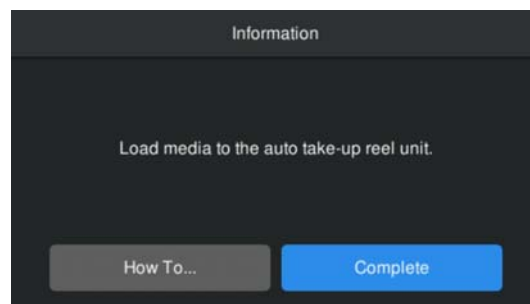 Information
Load media to the auto take-up reel unit.
How To...
Complete